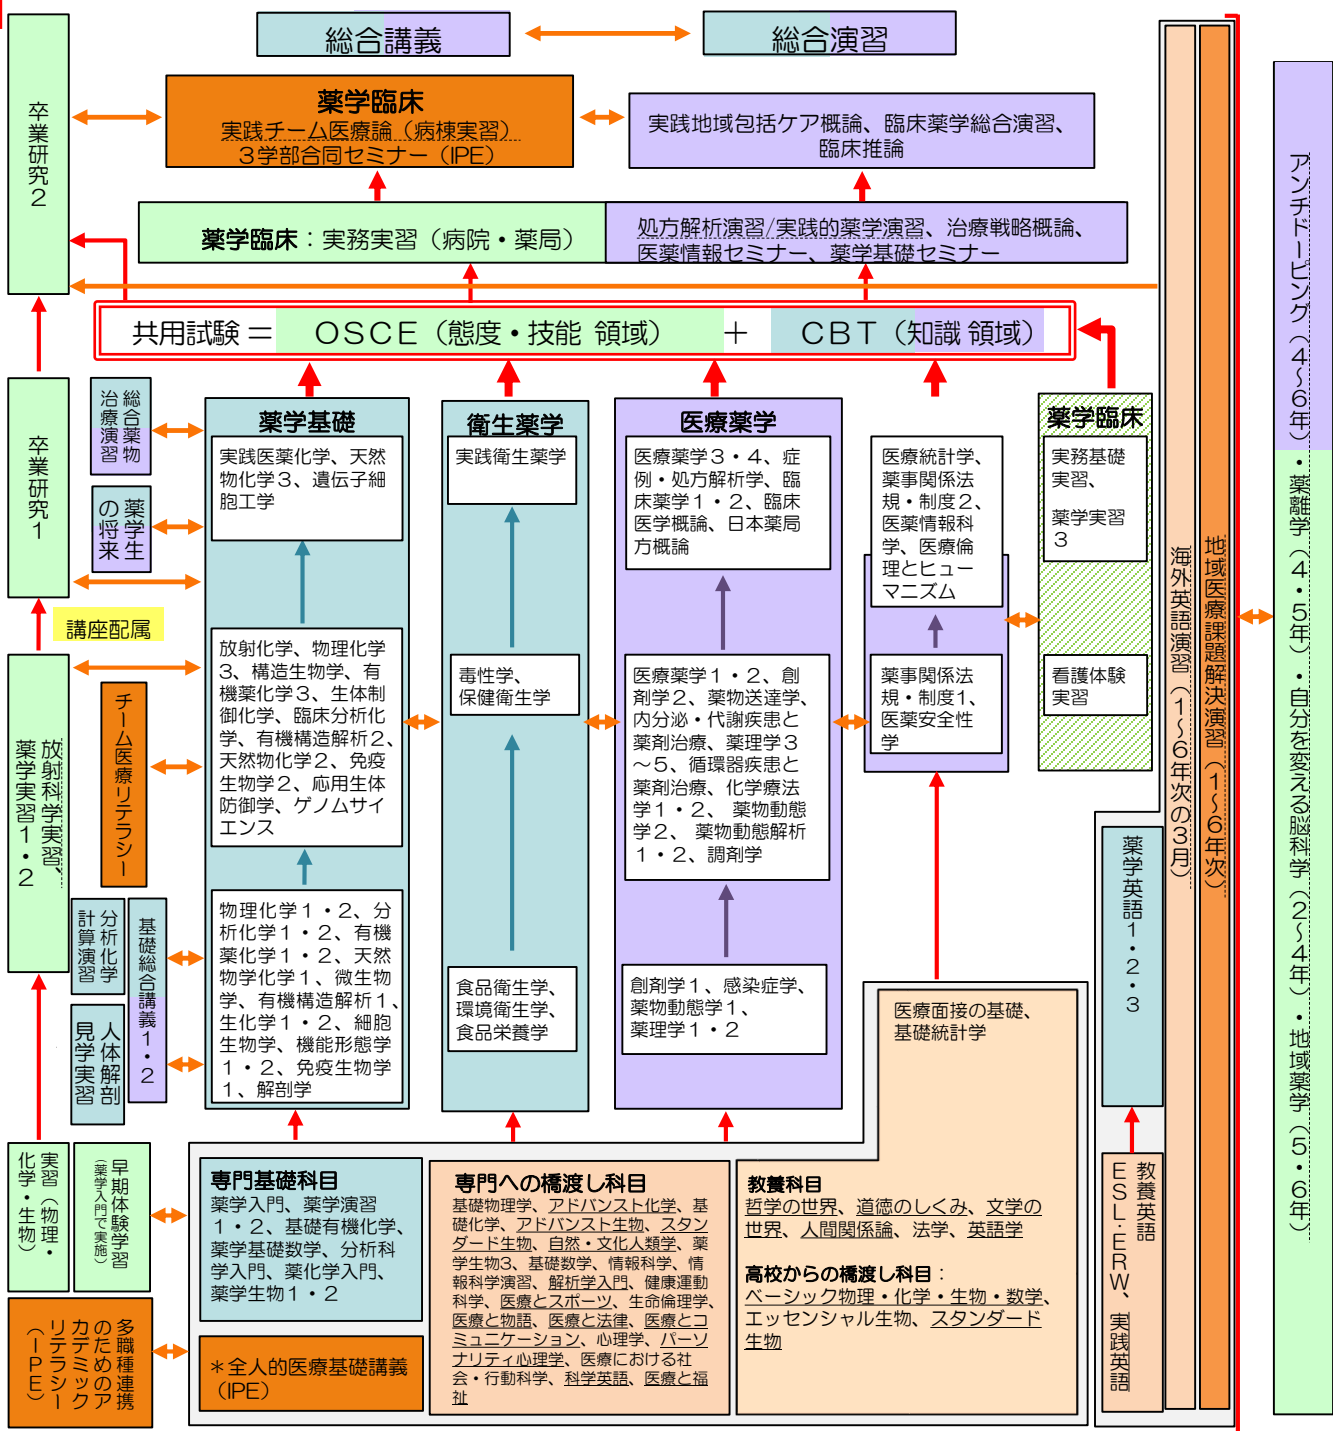 総合講義
総合演習
卒業研究２
薬学臨床
実践チーム医療論（病棟実習）
３学部合同セミナー（IPE）
実践地域包括ケア概論、臨床薬学総合演習、
臨床推論
薬学臨床：実務実習（病院・薬局）
処方解析演習/実践的薬学演習、治療戦略概論、
医薬情報セミナー、薬学基礎セミナー
共用試験＝　ＯＳＣＥ（態度・技能 領域）　＋　ＣＢＴ（知識 領域）
卒業研究１
総合薬物
治療演習
薬学生
の将来
講座配属
薬学基礎
実践医薬化学、天然
物化学３、遺伝子細
胞工学
放射化学、物理化学
３、構造生物学、有
機薬化学３、生体制
御化学、臨床分析化
学、有機構造解析２、
天然物化学２、免疫
生物学２、応用生体
防御学、ゲノムサイ
エンス
物理化学１・２、分
析化学１・２、有機
薬化学１・２、天然
物学化学１、微生物
学、有機構造解析１、
生化学１・２、細胞
生物学、機能形態学
１・２、免疫生物学
１、解剖学
衛生薬学
実践衛生薬学
毒性学、
保健衛生学
食品衛生学、
環境衛生学、
食品栄養学
医療薬学
医療薬学３・４、症
例・処方解析学、臨
床薬学１・２、臨床
医学概論、日本薬局
方概論
医療薬学１・２、創
剤学２、薬物送達学、
内分泌・代謝疾患と
薬剤治療、薬理学３
～５、循環器疾患と
薬剤治療、化学療法
学１・２、 薬物動態
学２、 薬物動態解析
１・２、調剤学
創剤学１、感染症学、
薬物動態学１、
薬理学１・２
医療統計学、
薬事関係法
規・制度２、
医薬情報科
学、医療倫
理とヒュー
マニズム
薬事関係法
規・制度１、
医薬安全性
学
薬学臨床
実務基礎
実習、
薬学実習
３
看護体験
実習
放射科学実習、
薬学実習１・２
チーム医療リテラシー
分析化学
計算演習
基礎総合講義１・２
人体解剖
見学実習
実習（物理・
化学・生物）
早期体験学習
（薬学入門で実施）
多職種連携
のためのア
カデミック
リテラシー
（ＩＰＥ）
専門基礎科目
薬学入門、薬学演習
１・２、基礎有機化学、
薬学基礎数学、分析科
学入門、薬化学入門、
薬学生物１・２
＊全人的医療基礎講義
（IPE）
専門への橋渡し科目
基礎物理学、アドバンスト化学、基
礎化学、アドバンスト生物、スタン
ダード生物、自然・文化人類学、薬
学生物3、基礎数学、情報科学、情
報科学演習、解析学入門、健康運動
科学、医療とスポーツ、生命倫理学、
医療と物語、医療と法律、医療とコ
ミュニケーション、心理学、パーソ
ナリティ心理学、医療における社
会・行動科学、科学英語、医療と福
祉
医療面接の基礎、
基礎統計学
教養科目
哲学の世界、道徳のしくみ、文学の
世界、人間関係論、法学、英語学
高校からの橋渡し科目：
ベーシック物理・化学・生物・数学、
エッセンシャル生物、スタンダード
生物
薬学英語１・２・３
教養英語
ＥＳＬ・ＥＲＷ、実践英語
海外英語演習（１～６年次の３月）
地域医療課題解決演習（１～６年次）
アンチドーピング（４～６年）・薬離学（４・５年）・自分を変える脳科学（２～４年）・地域薬学（５・６年）